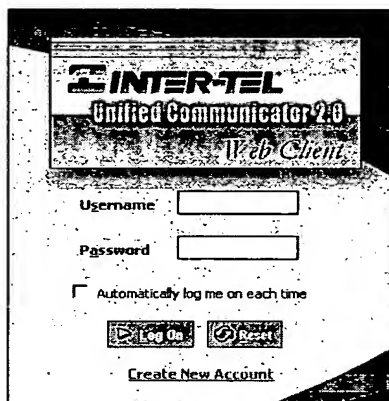 INTER-TEL
Unified Communicator 2.0
Web Client
Username
Password
Automatically log me on each time
Log On
Reset
Create New Account